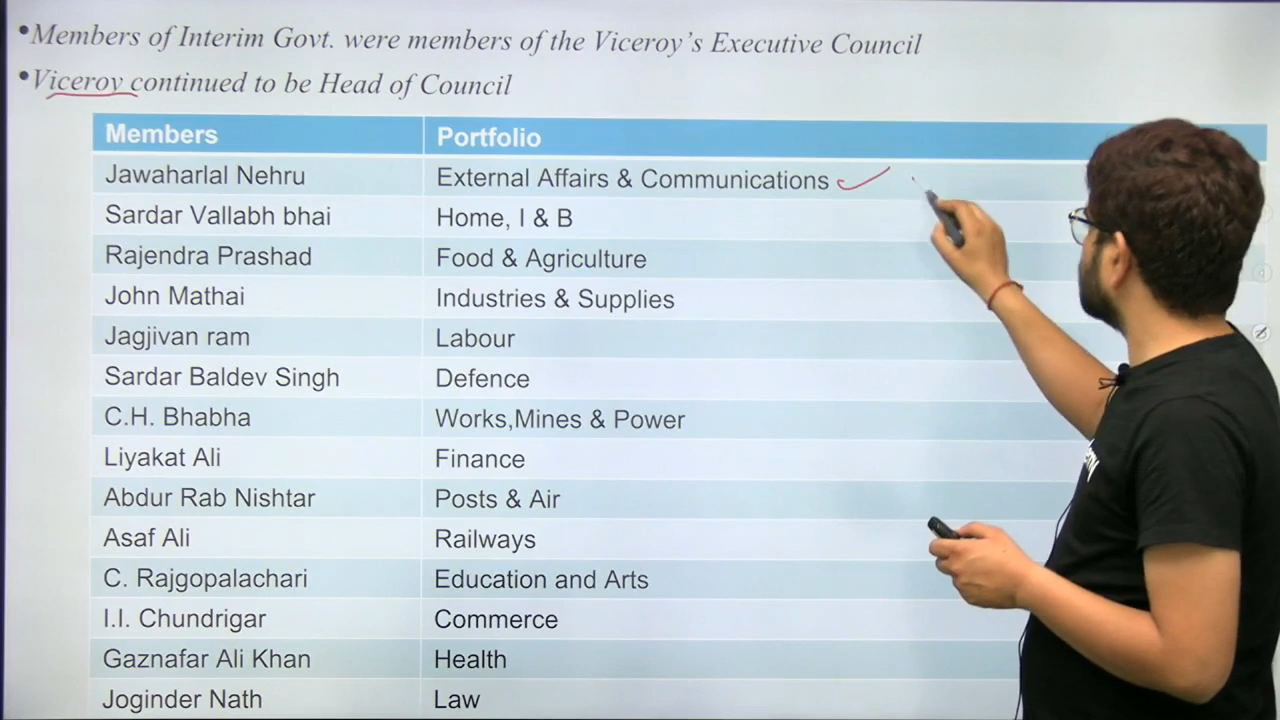 •Members of Interim Govt. were members of the Viceroy's Executive Council
•Viceroy continued to be Head of Council
Members Portfolio
Jawaharlal Nehru External Affairs & Communications
Sardar Vallabh bhai Home, I & B
Rajendra Prashad Food & Agriculture
John Mathai Industries & Supplies
Jagjivan ram Labour
Sardar Baldev Singh Defence
C.H. Bhabha Works,Mines & Power
Liyakat Ali Finance
Abdur Rab Nishtar Posts & Air
Asaf Ali Railways
C. Rajgopalachari Education and Arts
I.I. Chundrigar Commerce
Gaznafar Ali Khan Health
Joginder Nath Law